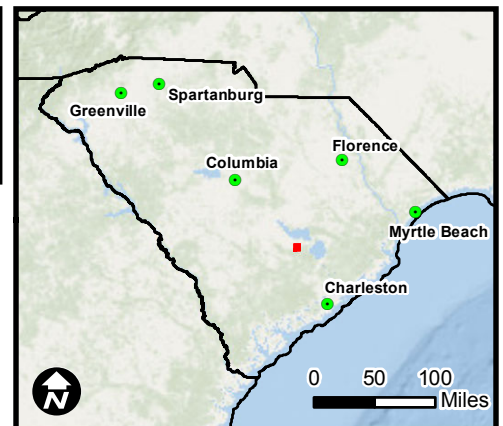 Spartanburg
Greenville
Florence
Columbia
Myrtle Beach
Charleston
0 50 100
Miles
N